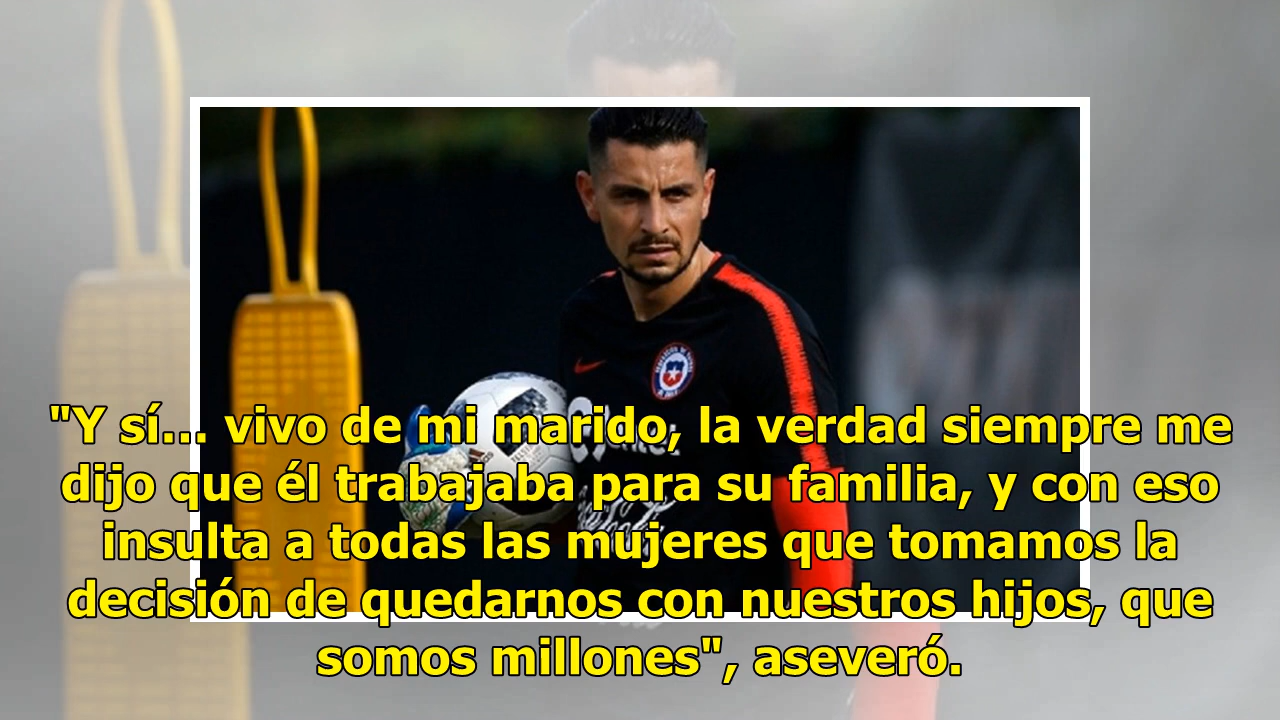 "Y sí... vivo de mi marido, la verdad siempre me
dijo que él trabajaba para su familia, y con eso
insulta a todas las mujeres que tomamos la
decisión de quedarnos con nuestros hijos, que
somos millones", aseveró.